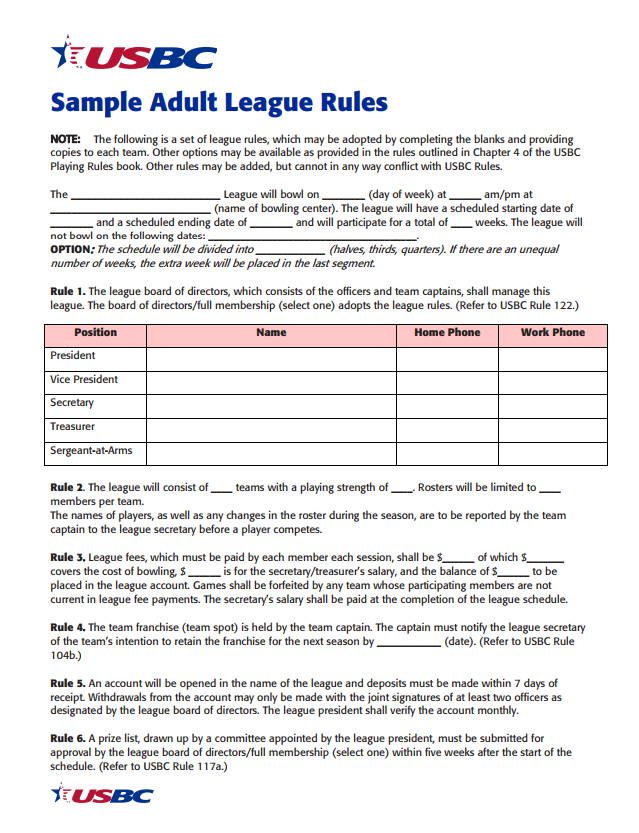 USBC
Sample Adult League Rules
NOTE: The following is a set of league rules, which may be adopted by completing the blanks and providing
copies to each team. Other options may be available as provided in the rules outlined in Chapter 4 of the USBC
Playing Rules book. Other rules may be added, but cannot in any way conflict with USBC Rules.
The __________________________ League will bowl on ________ (day of week) at ______ am/pm at
____________________________ (name of bowling center). The league will have a scheduled starting date of
________ and a scheduled ending date of ________ and will participate for a total of ____ weeks. The league will
not bowl on the following dates: ____________________________________.
OPTION: The schedule will be divided into ____________ (halves, thirds, quarters). If there are an unequal
number of weeks, the extra week will be placed in the last segment.
Rule 1. The league board of directors, which consists of the officers and team captains, shall manage this
league. The board of directors/full membership (select one) adopts the league rules. (Refer to USBC Rule 122.)
Position Name Home Phone Work Phone
President
Vice President
Secretary
Treasurer
Sergeant-at-Arms
Rule 2. The league will consist of ____ teams with a playing strength of ____. Rosters will be limited to ____
members per team.
The names of players, as well as any changes in the roster during the season, are to be reported by the team
captain to the league secretary before a player competes.
Rule 3. League fees, which must be paid by each member each session, shall be $______ of which $_______
covers the cost of bowling, $ ______ is for the secretary/treasurer's salary, and the balance of $______ to be
placed in the league account. Games shall be forfeited by any team whose participating members are not
current in league fee payments. The secretary's salary shall be paid at the completion of the league schedule.
Rule 4. The team franchise (team spot) is held by the team captain. The captain must notify the league secretary
of the team's intention to retain the franchise for the next season by ___________ (date). (Refer to USBC Rule
104b.)
Rule 5. An account will be opened in the name of the league and deposits must be made within 7 days of
receipt. Withdrawals from the account may only be made with the joint signatures of at least two officers as
designated by the league board of directors. The league president shall verify the account monthly.
Rule 6. A prize list, drawn up by a committee appointed by the league president, must be submitted for
approval by the league board of directors/full membership (select one) within five weeks after the start of the
schedule. (Refer to USBC Rule 117a.)
USBC